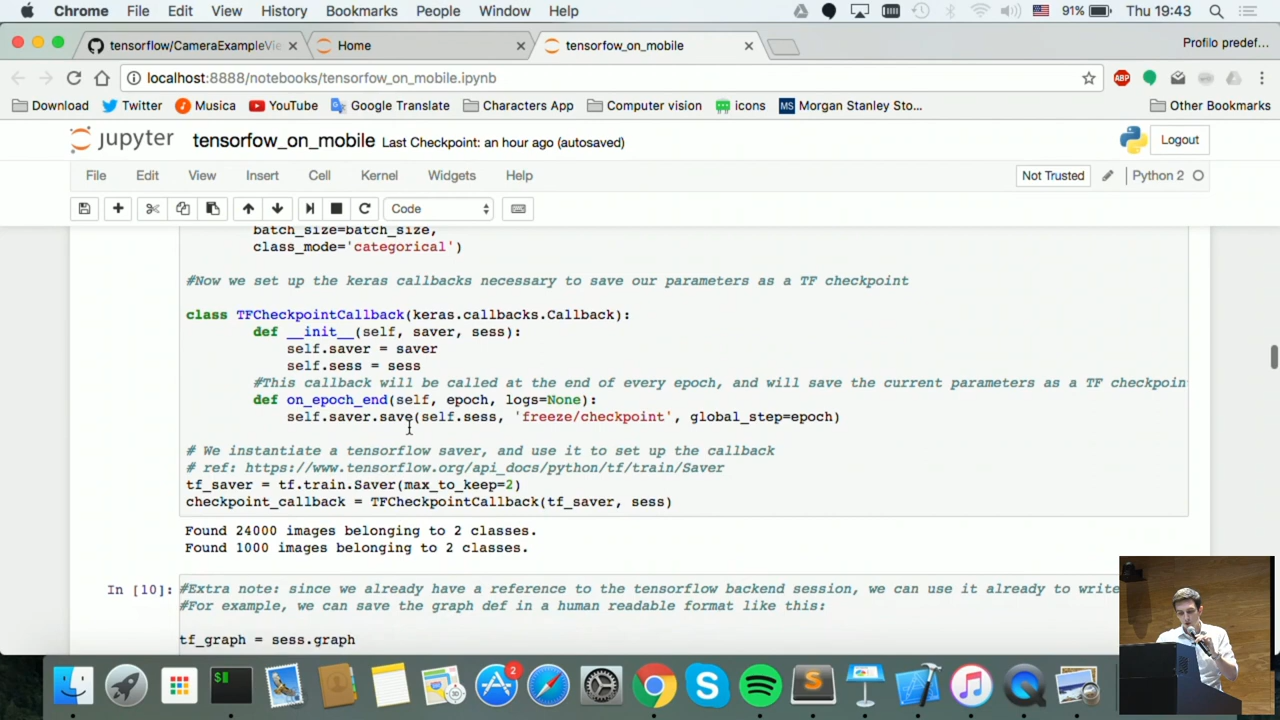 Chrome File Edit View History Bookmarks People Window Help 91% Thu 19:43
tensorflow/CameraExampleVie Home tensorfow_on_mobile Profilo predef...
localhost:8888/notebooks/tensorfow_on_mobile.ipynb ABP
Download Twitter Musica YouTube Google Translate Characters App Computer vision icons MS Morgan Stanley Sto... Other Bookmarks
jupyter tensorfow_on_mobile Last Checkpoint: an hour ago (autosaved) Logout
File Edit View Insert Cell Kernel Widgets Help Not Trusted Python 2
Code
batch_size=batch_size,
class_mode='categorical')
#Now we set up the keras callbacks necessary to save our parameters as a TF checkpoint
class TFCheckpointCallback(keras.callbacks.Callback):
def __init__(self, saver, sess):
self.saver = saver
self.sess = sess
#This callback will be called at the end of every epoch, and will save the current parameters as a TF checkpoin
def on_epoch_end(self, epoch, logs=None):
self.saver.save(self.sess, 'freeze/checkpoint', global_step=epoch)
# We instantiate a tensorflow saver, and use it to set up the callback
# ref: https://www.tensorflow.org/api_docs/python/tf/train/Saver
tf_saver = tf.train.Saver(max_to_keep=2)
checkpoint_callback = TFCheckpointCallback(tf_saver, sess)
Found 24000 images belonging to 2 classes.
Found 1000 images belonging to 2 classes.
In [10]: #Extra note: since we already have a reference to the tensorflow backend session, we can use it already to write
#For example, we can save the graph def in a human readable format like this:
tf_graph = sess.graph
$ 2 S